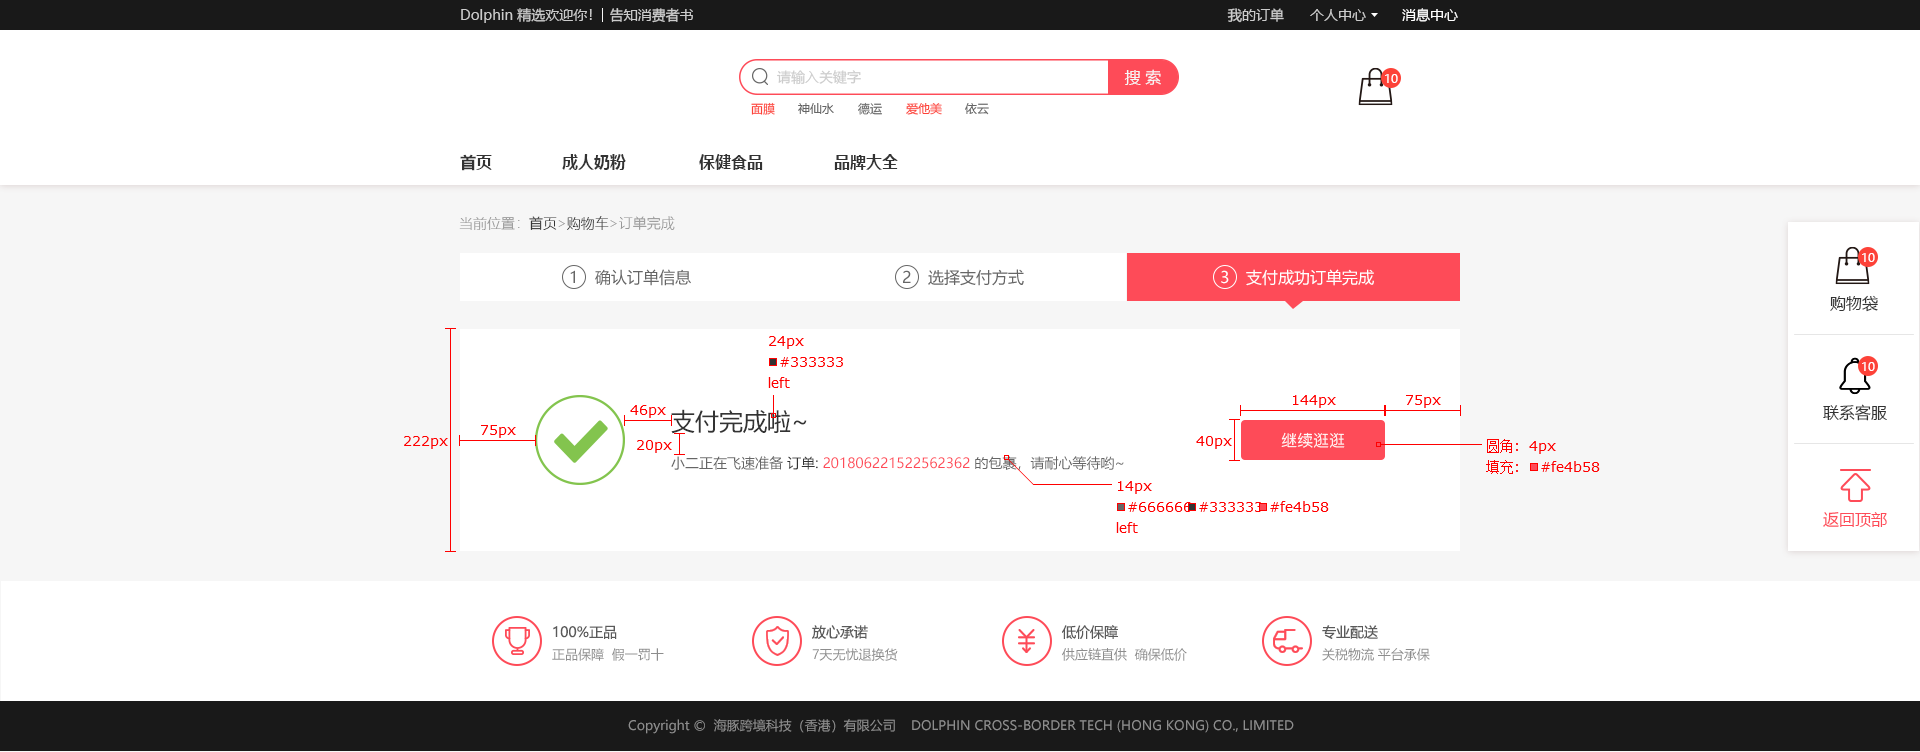 Dolphin 精选欢迎你！| 告知消费者书
我的订单 个人中心 消息中心
请输入关键字 搜 索
10
面膜 神仙水 德运 爱他美 依云
首页 成人奶粉 保健食品 品牌大全
当前位置：首页>购物车>订单完成
1 确认订单信息 2 选择支付方式 3 支付成功订单完成
24px
#333333
left
222px
75px
46px
支付完成啦~
20px
小二正在飞速准备 订单: 201806221522562362 的包裹，请耐心等待哟~
14px
#666666 #333333 #fe4b58
left
144px 75px
40px
继续逛逛
圆角：4px
填充：#fe4b58
10
购物袋
10
联系客服
返回顶部
100%正品
正品保障 假一罚十
放心承诺
7天无忧退换货
低价保障
供应链直供 确保低价
专业配送
关税物流 平台承保
Copyright © 海豚跨境科技（香港）有限公司 DOLPHIN CROSS-BORDER TECH (HONG KONG) CO., LIMITED